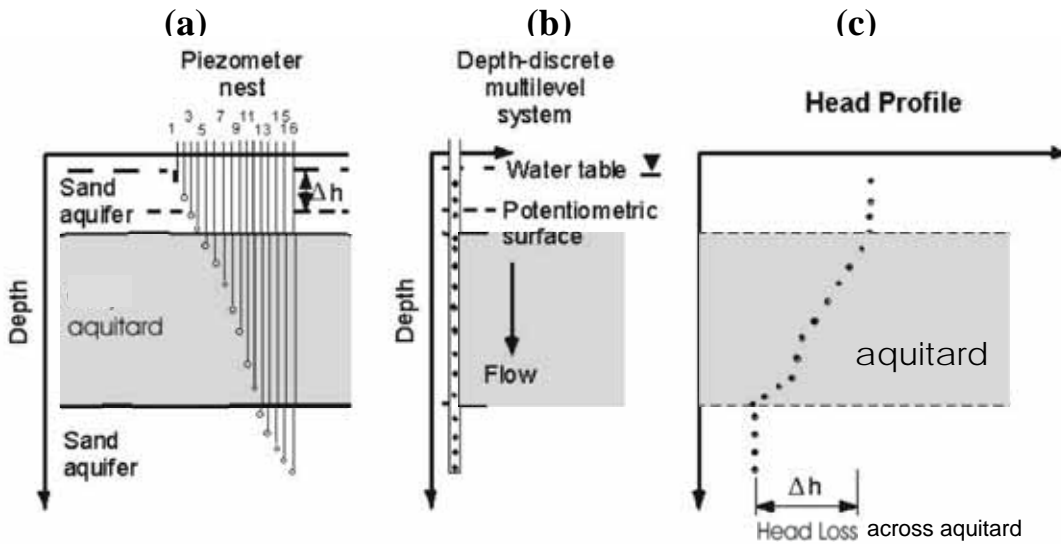 (a)
Piezometer
nest
3 7 11 14 15
1 5 9 13 16
Sand
aquifer
Δh
aquitard
Depth
Sand
aquifer
(b)
Depth-discrete
multilevel
system
Water table
Potentiometric
surface
Depth
Flow
(c)
Head Profile
aquitard
Δh
Head Loss across aquitard